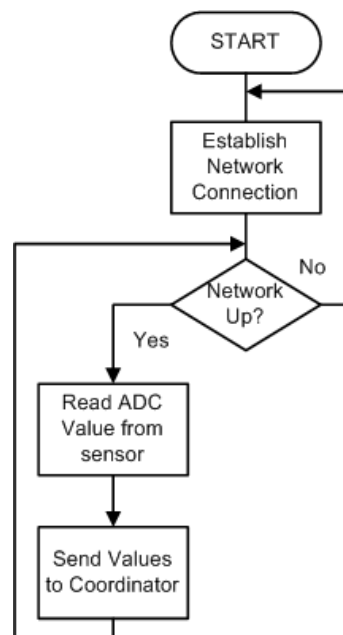 START
Establish
Network
Connection
Network
Up?
No
Yes
Read ADC
Value from
sensor
Send Values
to Coordinator